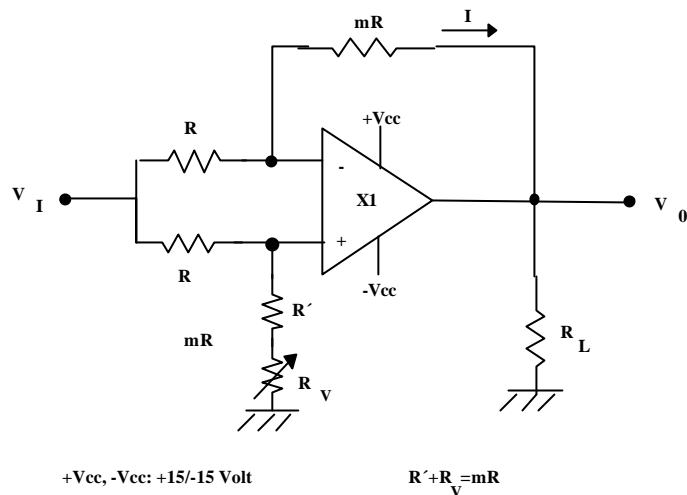 mR
I
R
+Vcc
-
V I
X1
V 0
+
R
-Vcc
R´
mR
R L
R V
+Vcc, -Vcc: +15/-15 Volt
R´+R V=mR